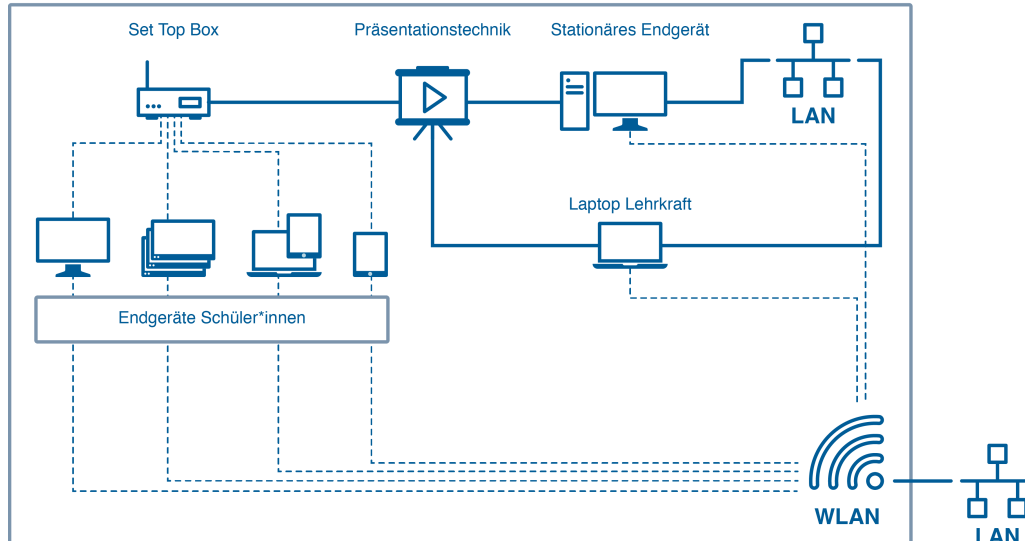 Set Top Box
Präsentationstechnik
Stationäres Endgerät
LAN
Laptop Lehrkraft
Endgeräte Schüler*innen
WLAN
LAN